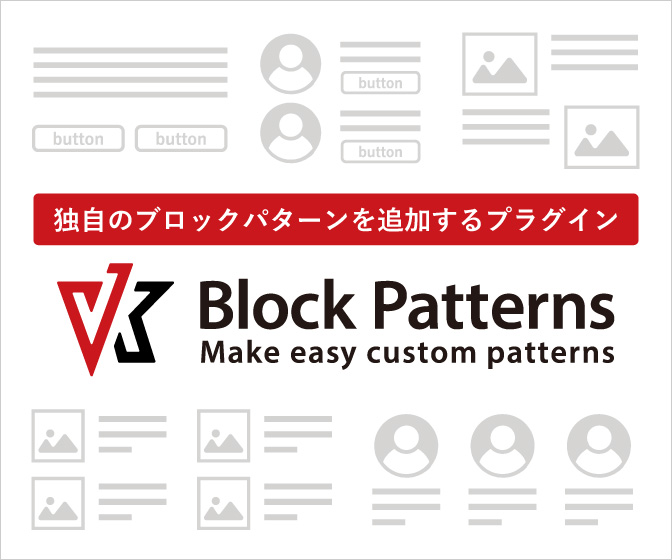 button
button
button
button
独自のブロックパターンを追加するプラグイン
VK Block Patterns
Make easy custom patterns